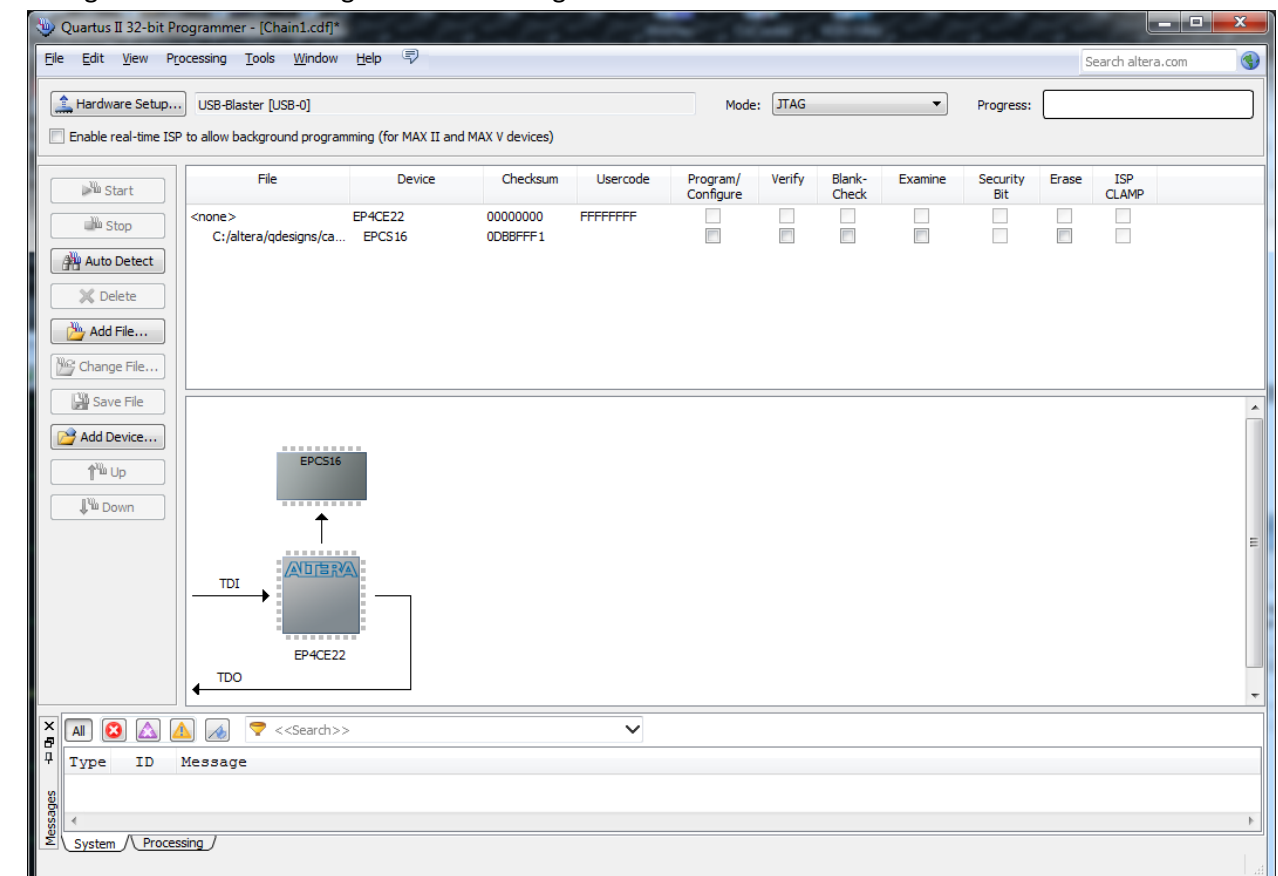 Quartus II 32-bit Programmer - [Chain1.cdf]*
File Edit View Processing Tools Window Help
Search altera.com
Hardware Setup... USB-Blaster [USB-0] Mode: JTAG Progress:
Enable real-time ISP to allow background programming (for MAX II and MAX V devices)
File Device Checksum Usercode Program/ Configure Verify Blank- Check Examine Security Bit Erase ISP CLAMP
<none> EP4CE22 00000000 FFFFFFFF
C:/altera/qdesigns/ca... EPCS16 0DBBFFF1
Start
Stop
Auto Detect
Delete
Add File...
Change File...
Save File
Add Device...
Up
Down
EPCS16
ALTERA
TDI
EP4CE22
TDO
All <<Search>>
Type ID Message
Messages
System Processing